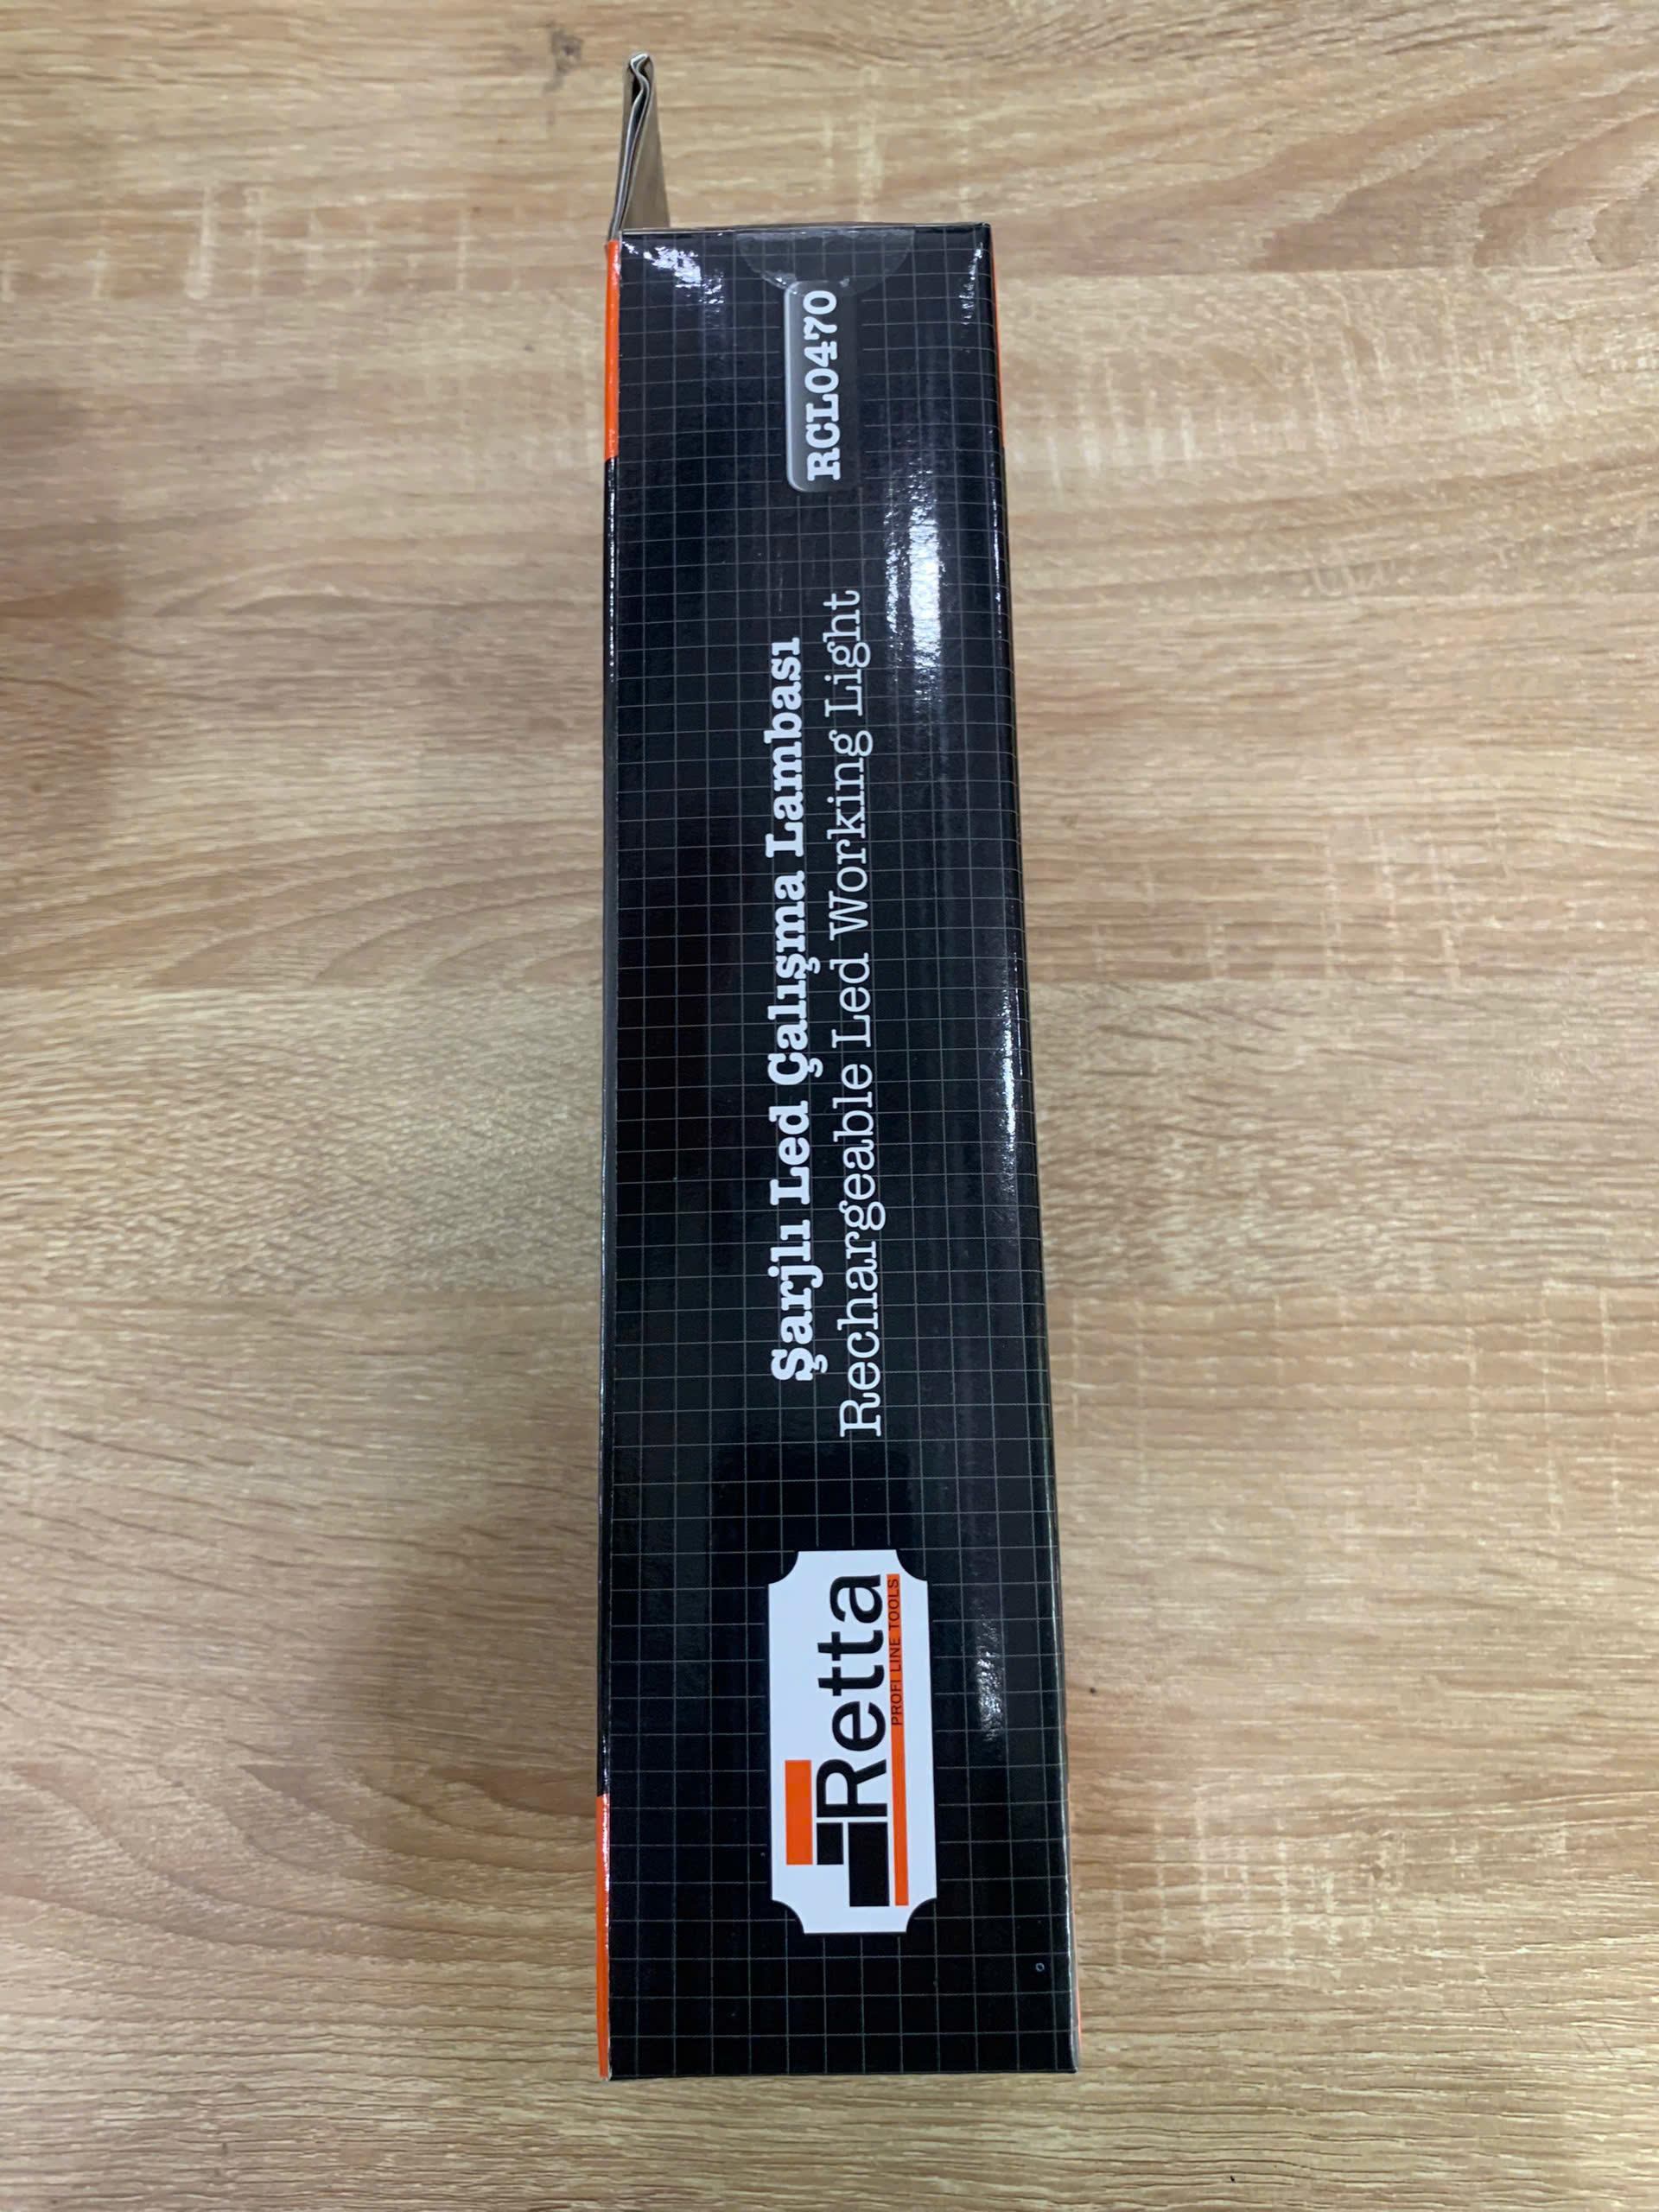 Retta
PROFI LINE TOOLS
Şarjlı Led Çalışma Lambası
Rechargeable Led Working Light
RCL0470